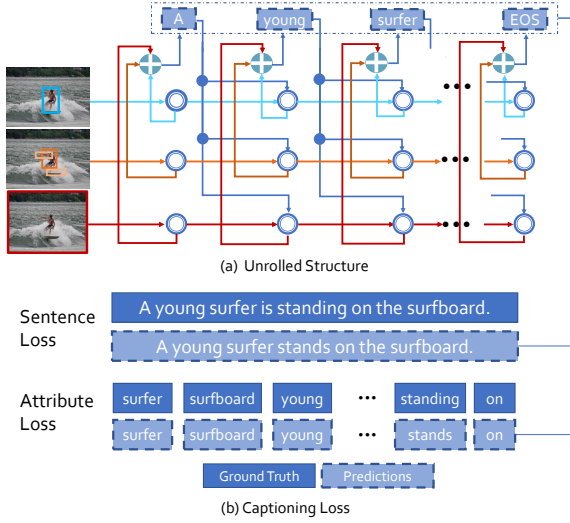 A young surfer EOS
(a) Unrolled Structure
Sentence Loss
A young surfer is standing on the surfboard.
A young surfer stands on the surfboard.
Attribute Loss
surfer surfboard young ••• standing on
surfer surfboard young stands on
Ground Truth Predictions
(b) Captioning Loss